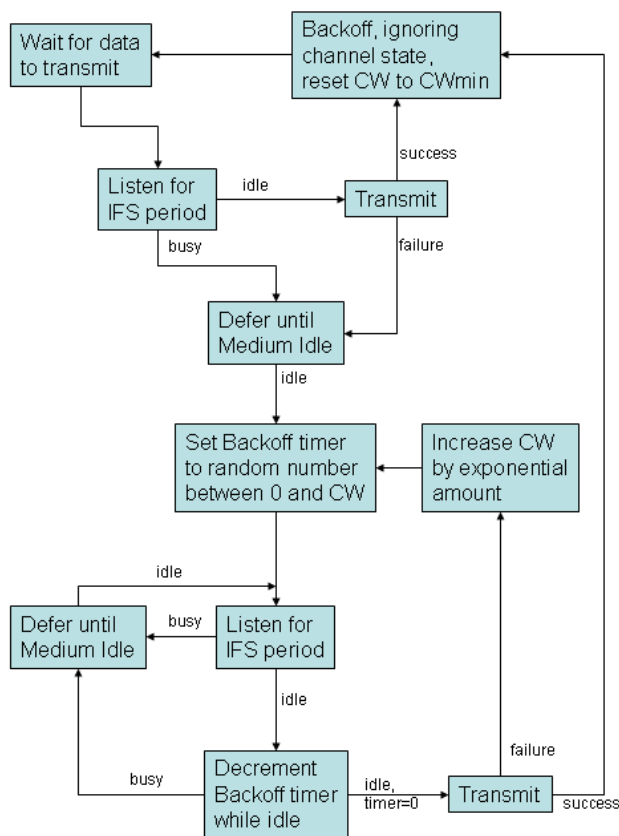 Wait for data
to transmit
Backoff, ignoring
channel state,
reset CW to CWmin
success
Listen for
IFS period
idle
Transmit
busy
failure
Defer until
Medium Idle
idle
Set Backoff timer
to random number
between 0 and CW
Increase CW
by exponential
amount
idle
Defer until
Medium Idle
busy
Listen for
IFS period
idle
busy
Decrement
Backoff timer
while idle
idle,
timer=0
Transmit
failure
success